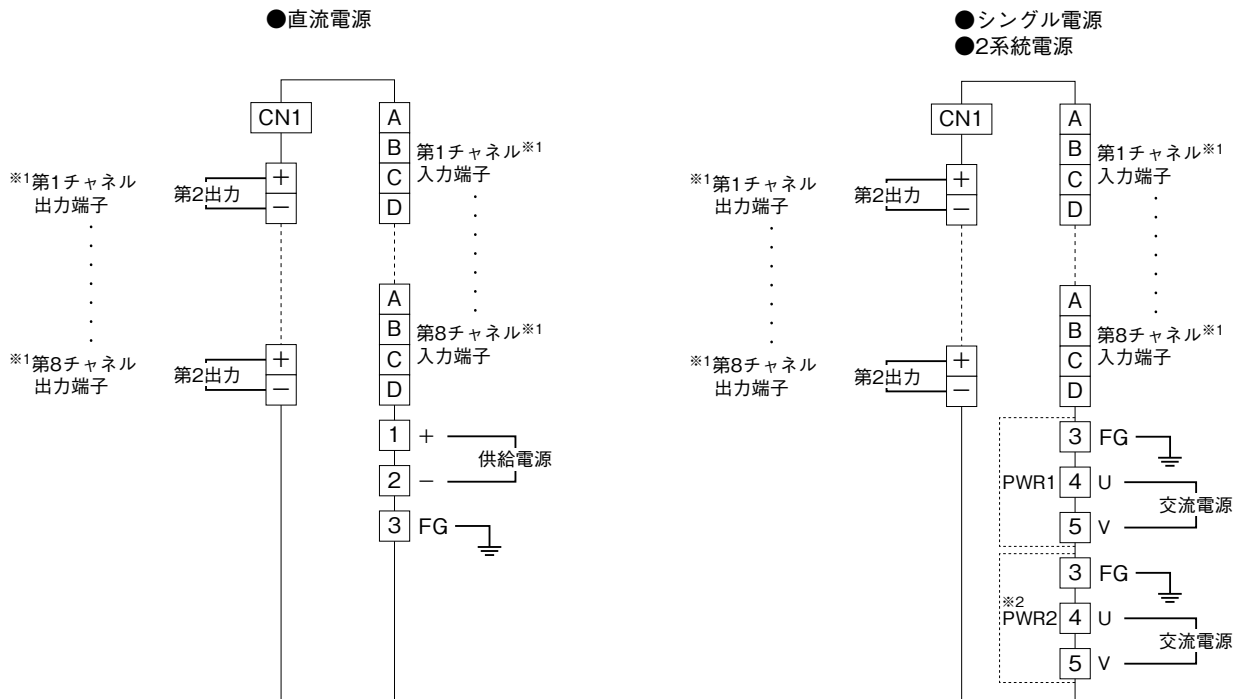 ●直流電源
CN1
A
B
C
D
第1チャネル※1
入力端子
※1第1チャネル
出力端子
第2出力
+
−
A
B
C
D
第8チャネル※1
入力端子
※1第8チャネル
出力端子
第2出力
+
−
1 +
2 −
供給電源
3 FG
●シングル電源
●2系統電源
CN1
A
B
C
D
第1チャネル※1
入力端子
※1第1チャネル
出力端子
第2出力
+
−
A
B
C
D
第8チャネル※1
入力端子
※1第8チャネル
出力端子
第2出力
+
−
3 FG
PWR1 4 U
交流電源
5 V
3 FG
※2
PWR2 4 U
交流電源
5 V